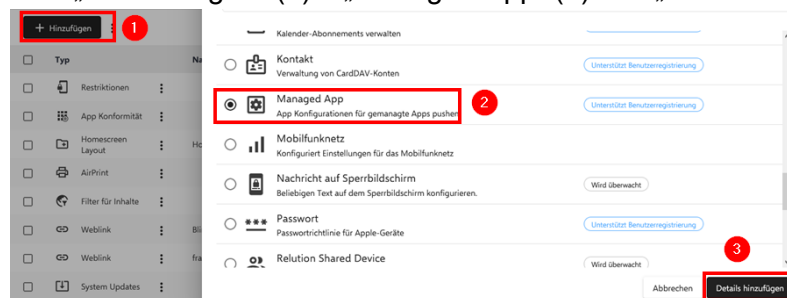 + Hinzufügen
1
Typ
Na
Restriktionen
App Konformität
Homescreen
Layout
Ho
AirPrint
Filter für Inhalte
Weblink
Bli
Weblink
fra
System Updates
Kalender-Abonnements verwalten
Kontakt
Verwaltung von CardDAV-Konten
Unterstützt Benutzerregistrierung
Managed App
App Konfigurationen für gemanagte Apps pushen
2
Unterstützt Benutzerregistrierung
Mobilfunknetz
Konfiguriert Einstellungen für das Mobilfunknetz
Nachricht auf Sperrbildschirm
Beliebigen Text auf dem Sperrbildschirm konfigurieren.
Wird überwacht
Passwort
Passwortrichtlinie für Apple-Geräte
Unterstützt Benutzerregistrierung
Relution Shared Device
Wird überwacht
3
Abbrechen
Details hinzufügen